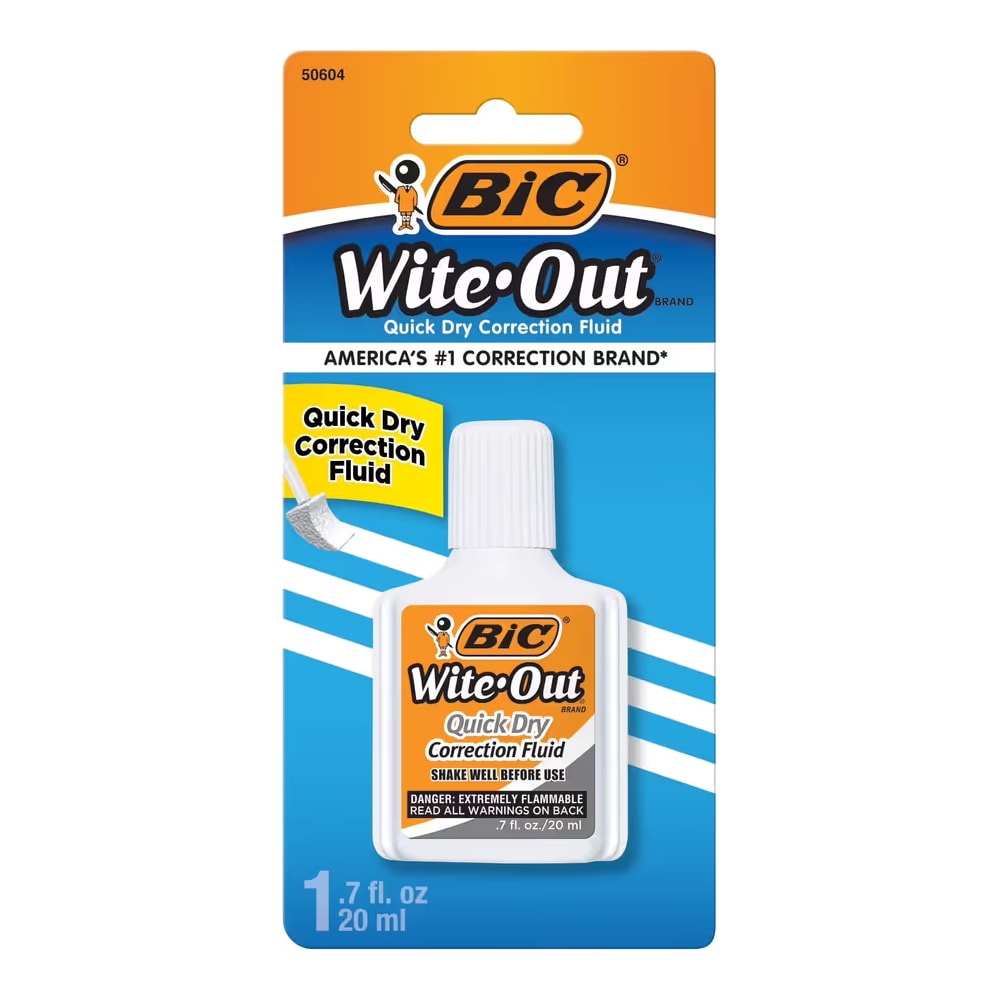 50604
BiC®
Wite•Out®
BRAND
Quick Dry Correction Fluid
AMERICA'S #1 CORRECTION BRAND*
Quick Dry
Correction
Fluid
BiC®
Wite•Out®
BRAND
Quick Dry
Correction Fluid
SHAKE WELL BEFORE USE
DANGER: EXTREMELY FLAMMABLE
READ ALL WARNINGS ON BACK
.7 fl. oz./20 ml
1 .7 fl. oz
20 ml